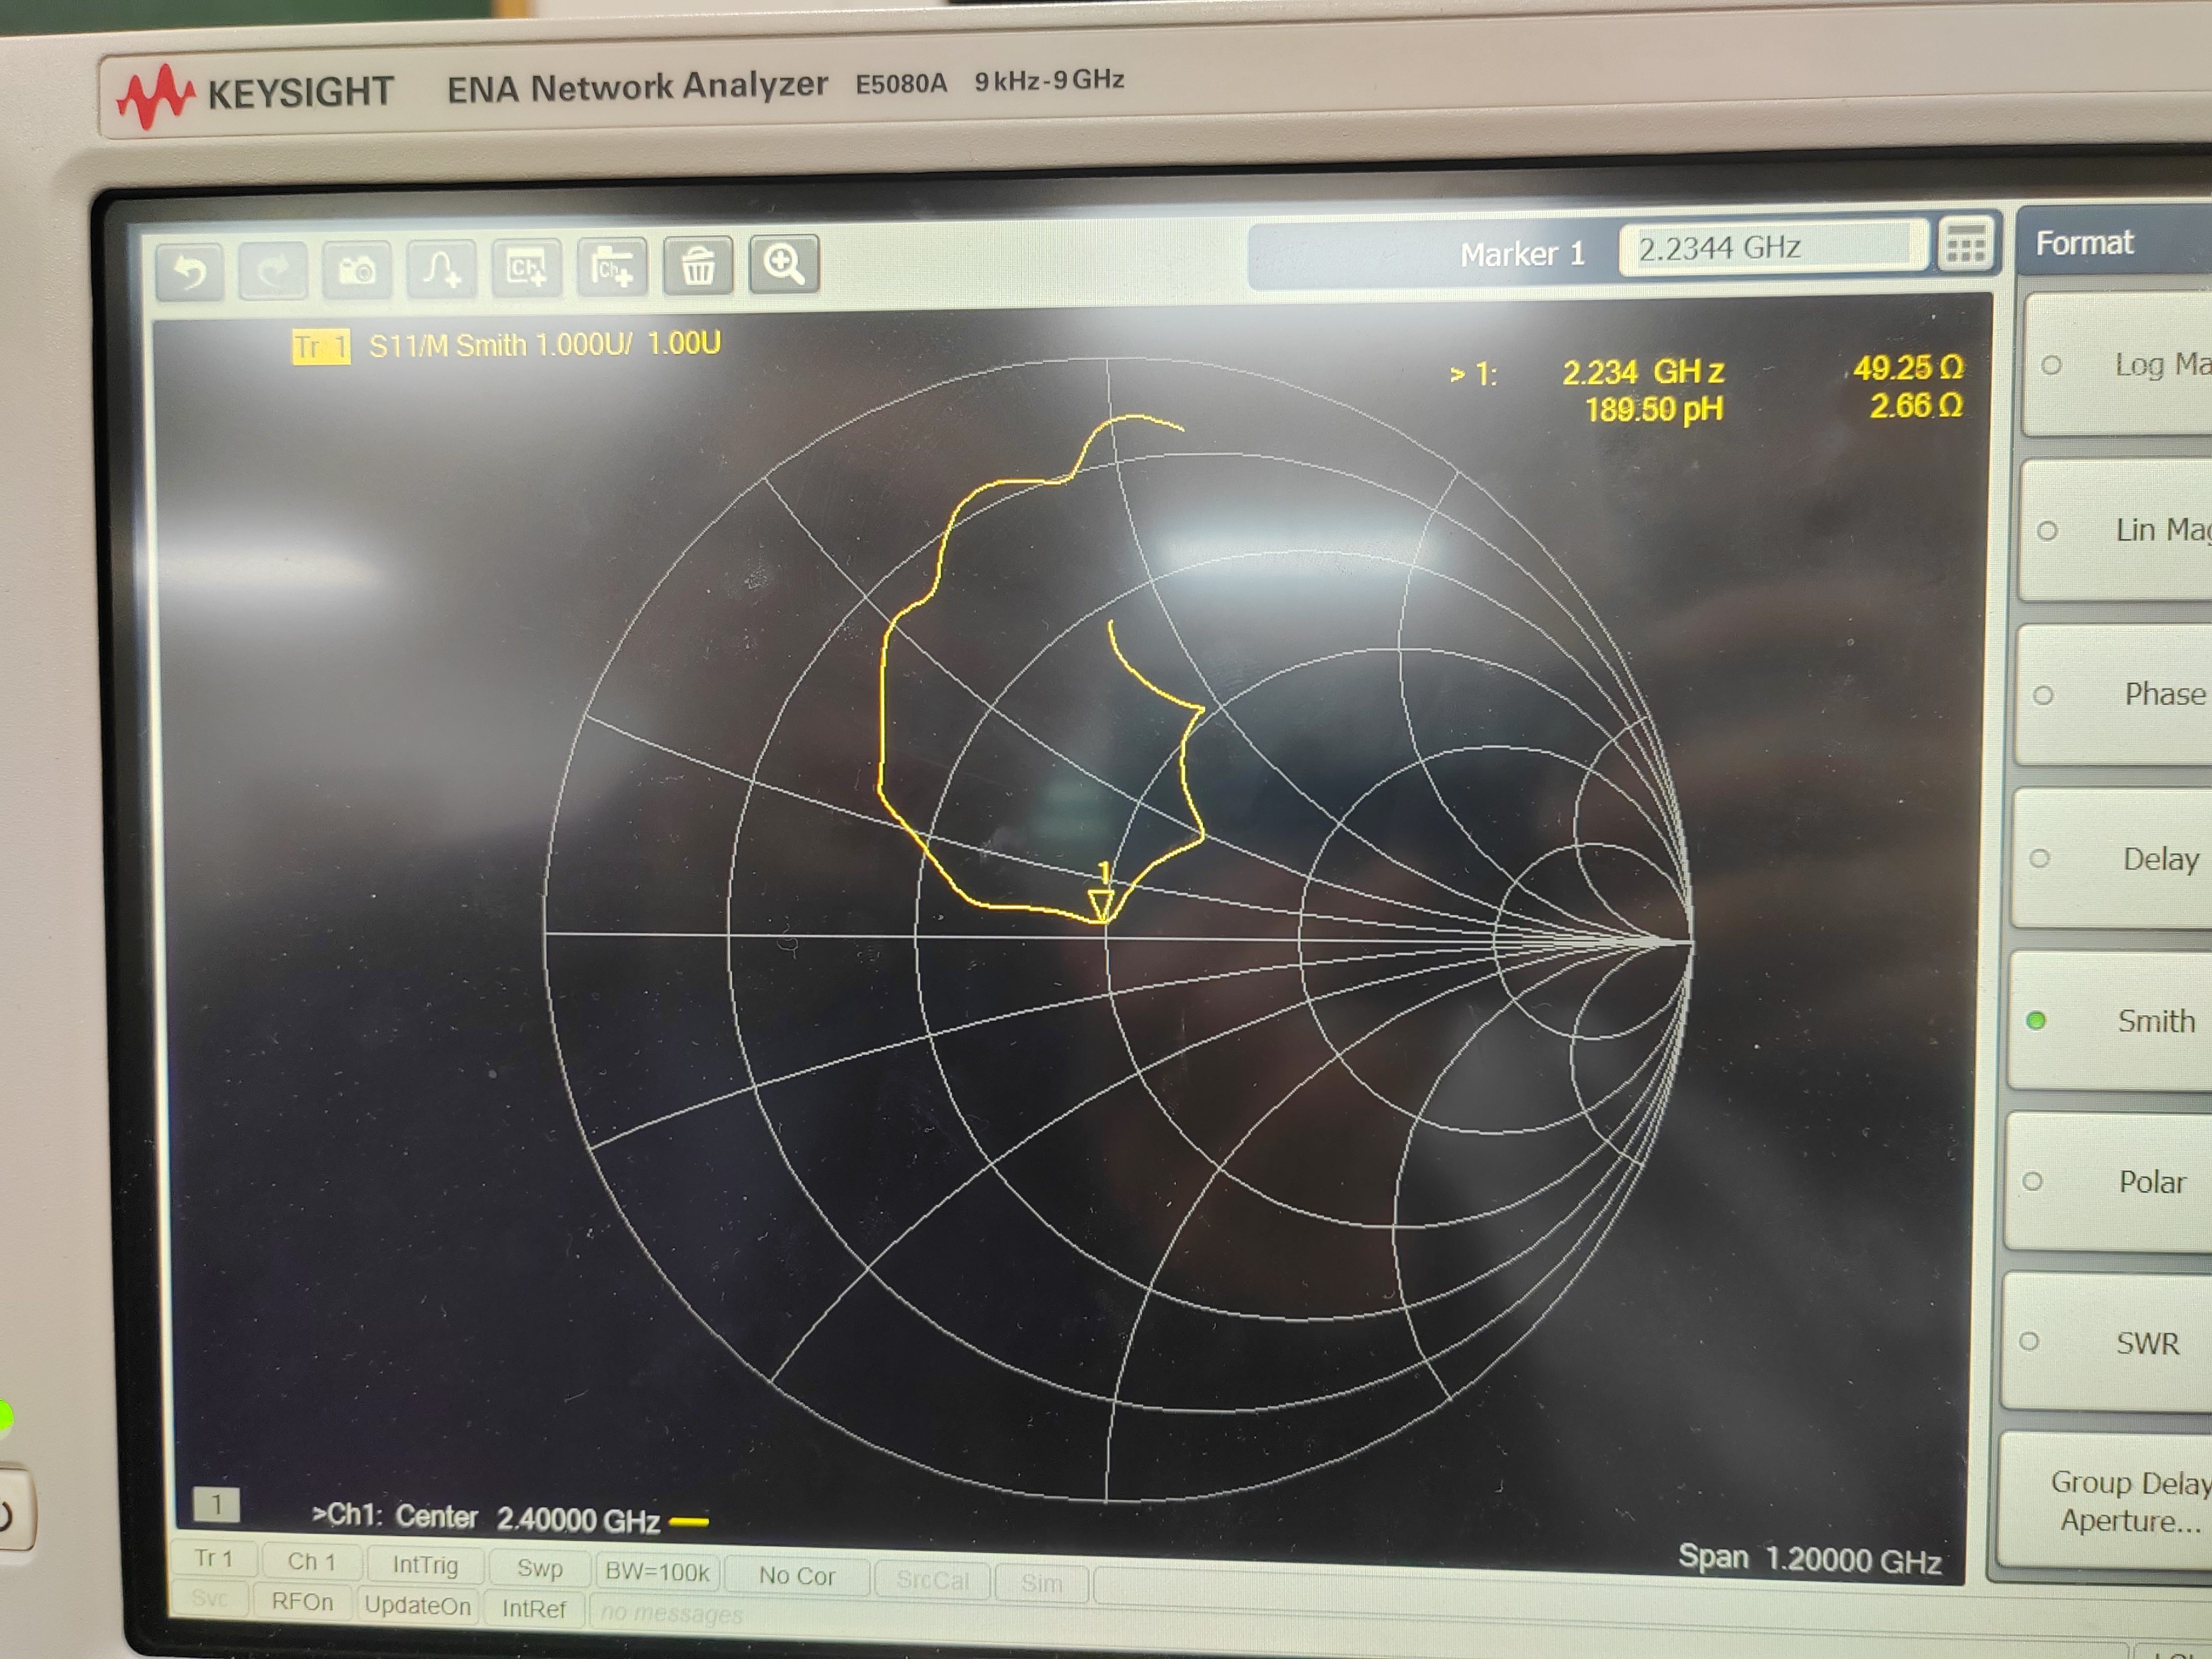 KEYSIGHT ENA Network Analyzer E5080A 9 kHz-9 GHz
Marker 1 2.2344 GHz
Format
Tr 1 S11/M Smith 1.000U/ 1.00U
> 1: 2.234 GHz 49.25 Ω
189.50 pH 2.66 Ω
Log Ma
Lin Mag
Phase
Delay
1
Smith
Polar
SWR
Group Delay
Aperture...
1 >Ch1: Center 2.40000 GHz
Span 1.20000 GHz
Tr 1 Ch 1 IntTrig Swp BW=100k No Cor SrcCal Sim
Svc RFOn UpdateOn IntRef no messages